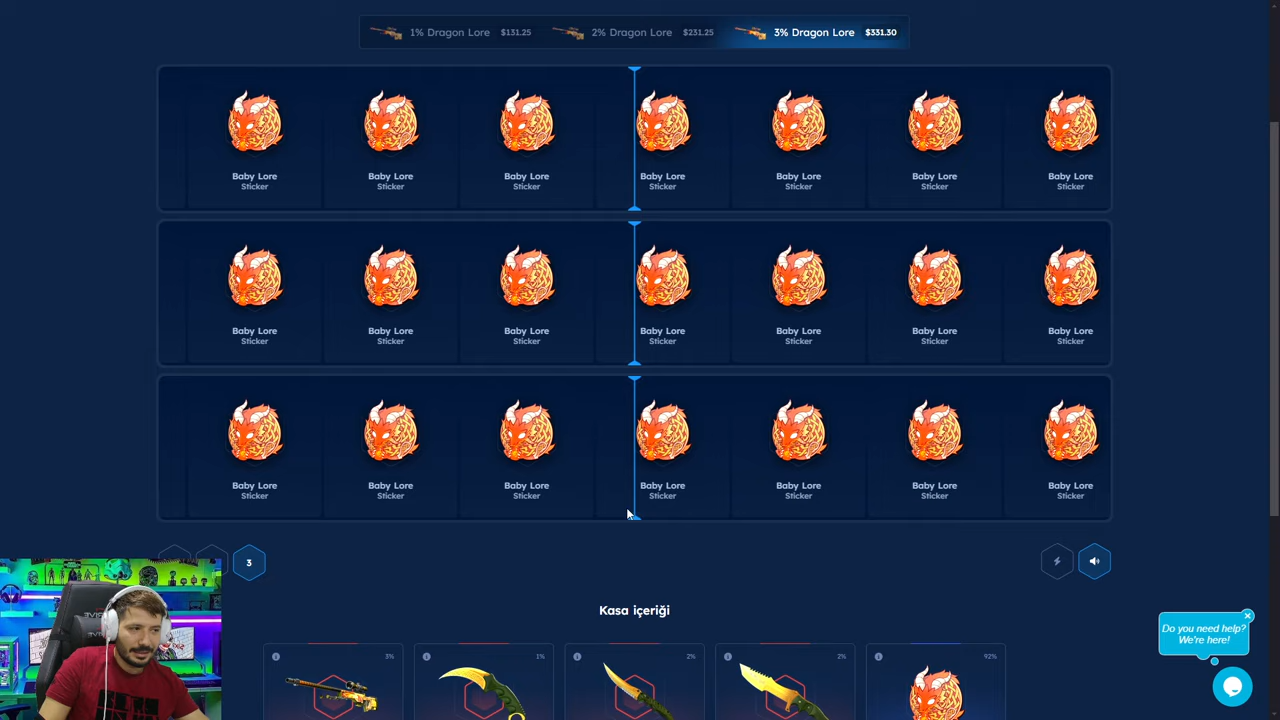 1% Dragon Lore $131.25 2% Dragon Lore $231.25 3% Dragon Lore $331.30
Baby Lore Baby Lore Baby Lore Baby Lore Baby Lore Baby Lore Baby Lore
Sticker Sticker Sticker Sticker Sticker Sticker Sticker
Baby Lore Baby Lore Baby Lore Baby Lore Baby Lore Baby Lore Baby Lore
Sticker Sticker Sticker Sticker Sticker Sticker Sticker
Baby Lore Baby Lore Baby Lore Baby Lore Baby Lore Baby Lore Baby Lore
Sticker Sticker Sticker Sticker Sticker Sticker Sticker
3
Kasa içeriği
3% 1% 2% 2% 92%
Do you need help?
We're here!